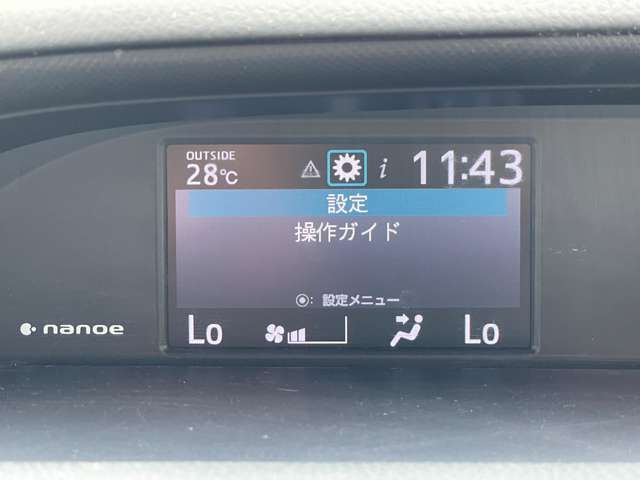 OUTSIDE
28℃
i
11:43
設定
操作ガイド
◉: 設定メニュー
nanoe
Lo
Lo